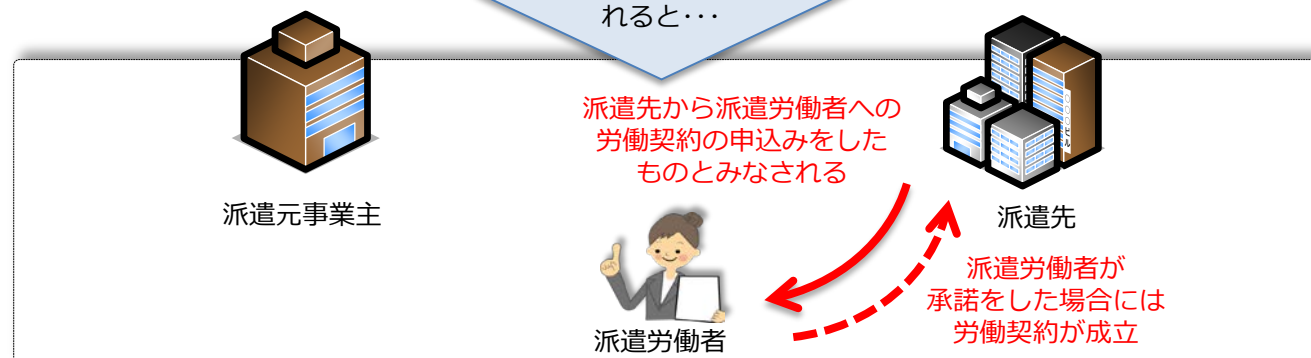 れると･･･
派遣先から派遣労働者への
労働契約の申込みをした
ものとみなされる
○○○ビル
派遣元事業主
派遣先
派遣労働者が
承諾をした場合には
労働契約が成立
派遣労働者